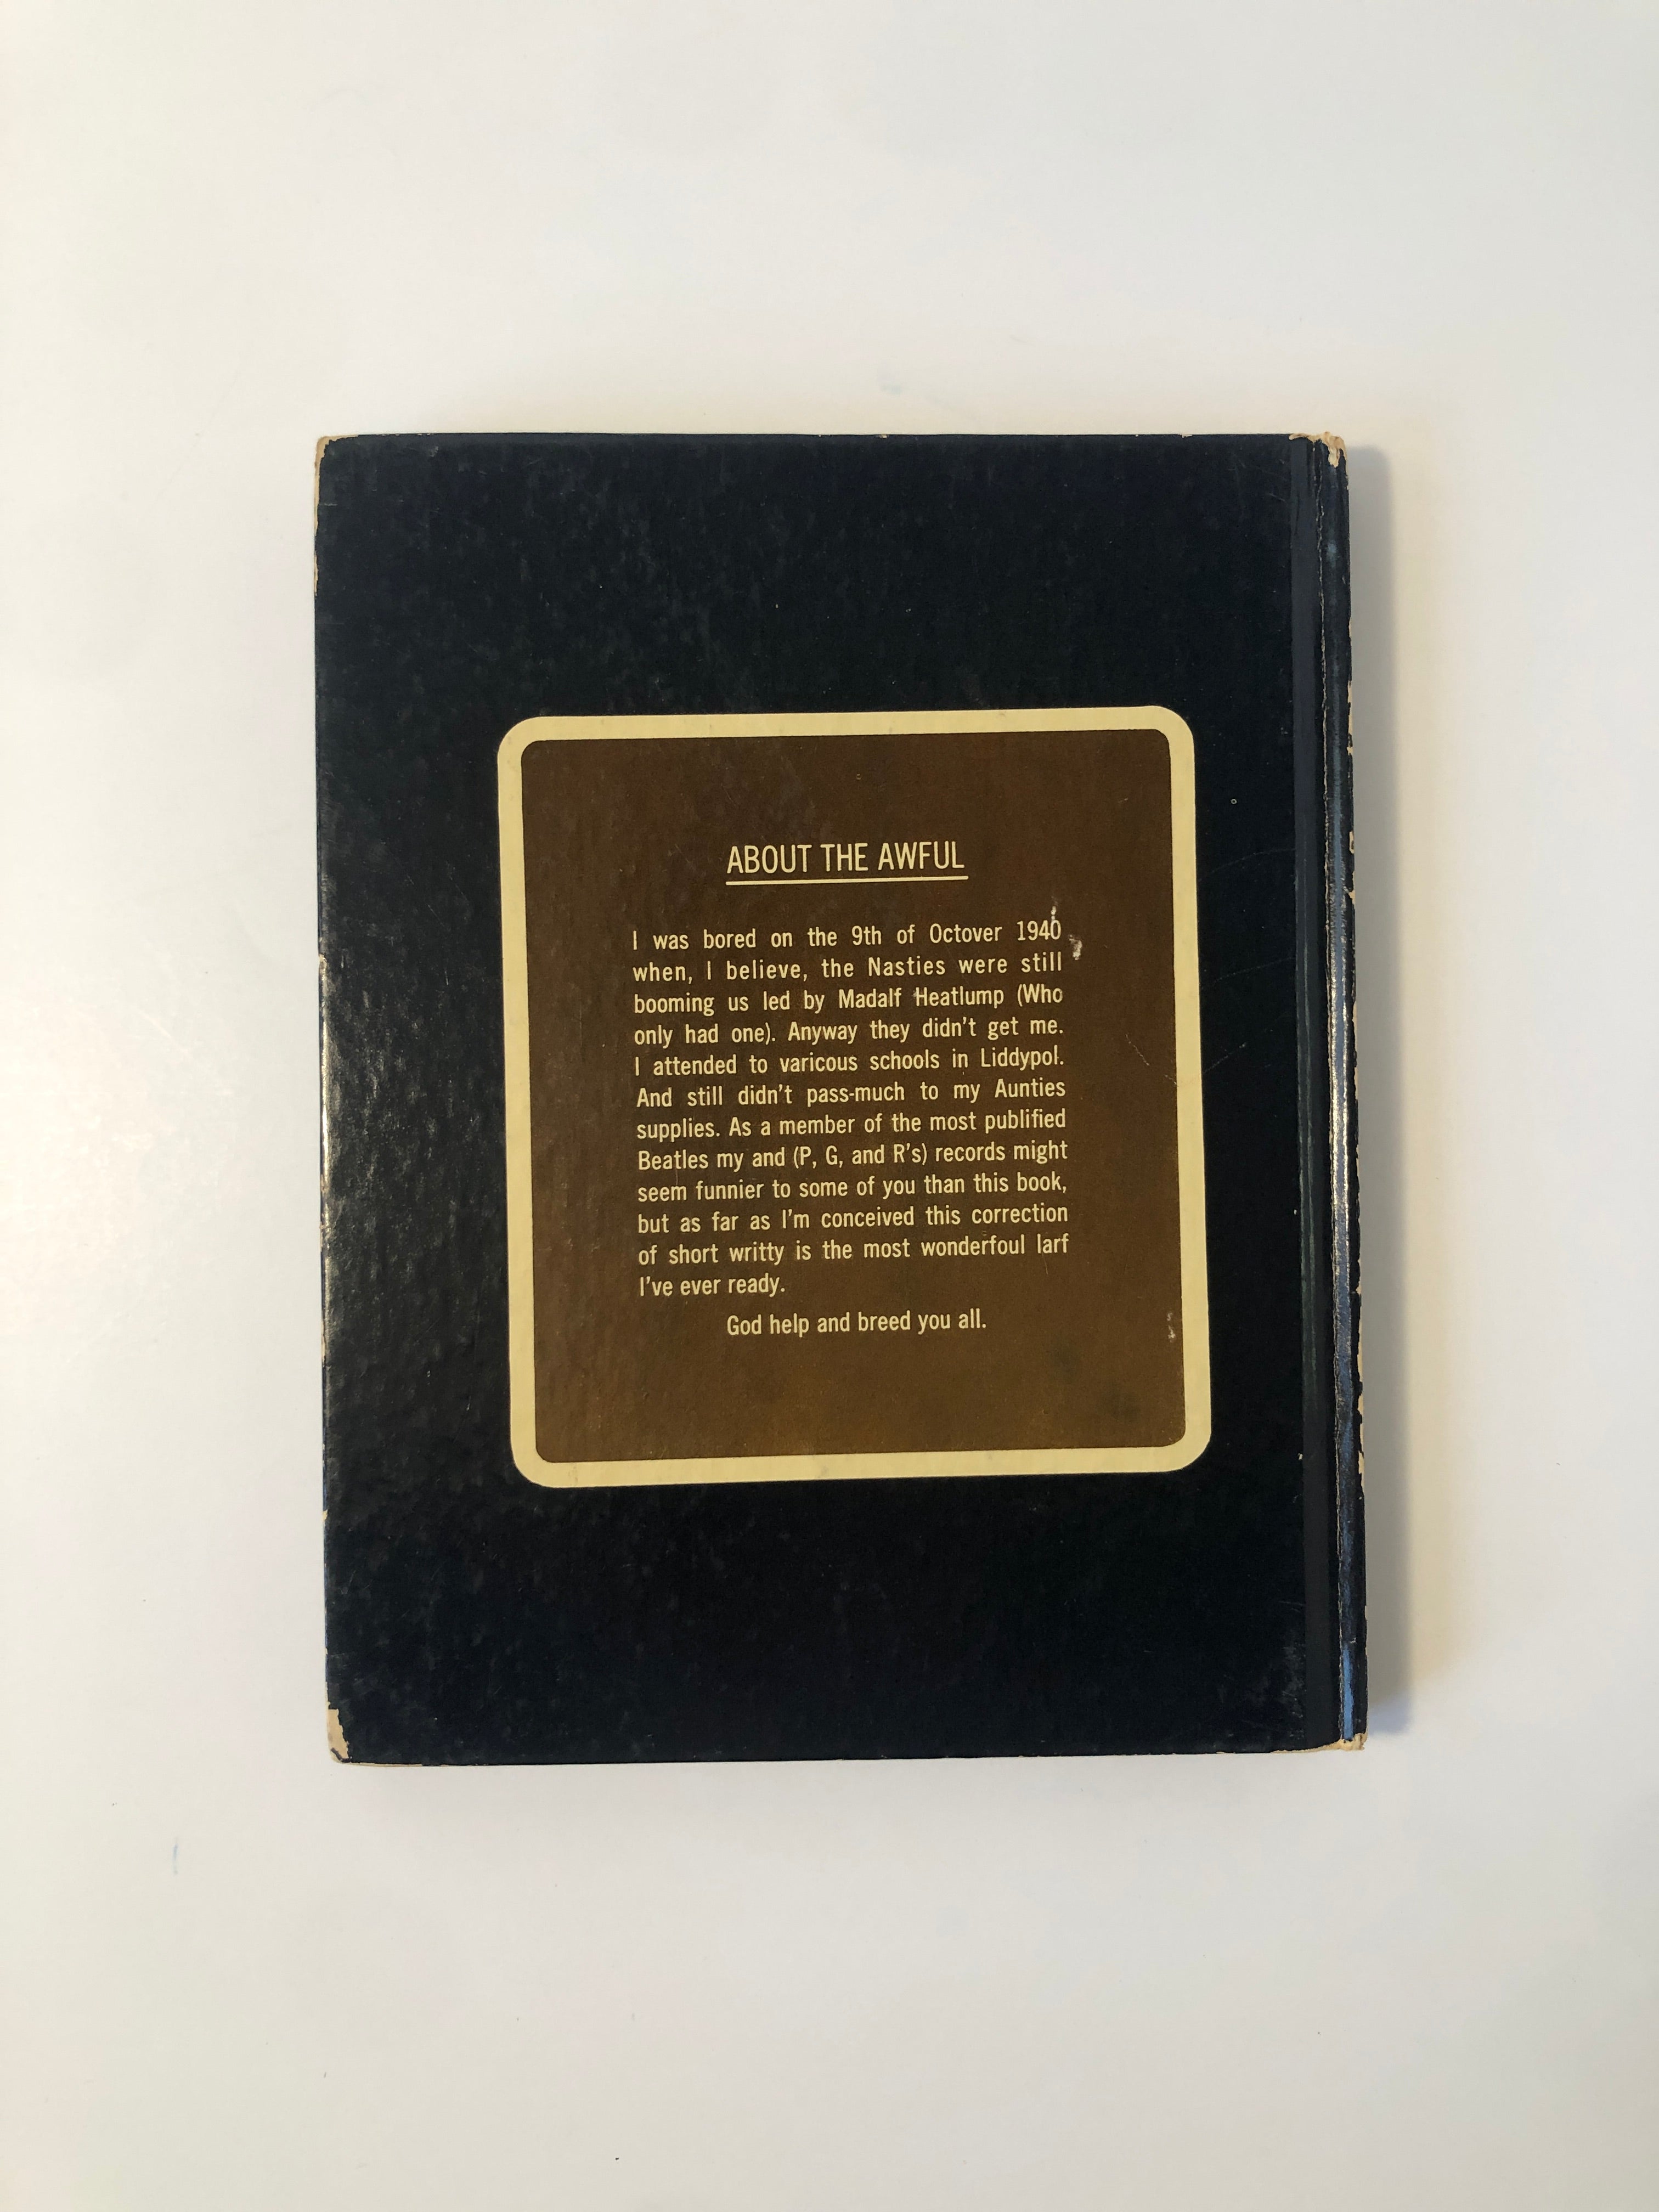 ABOUT THE AWFUL
I was bored on the 9th of Octover 1940
when, I believe, the Nasties were still
booming us led by Madalf Heatlump (Who
only had one). Anyway they didn't get me.
I attended to varicous schools in Liddypol.
And still didn't pass-much to my Aunties
supplies. As a member of the most publified
Beatles my and (P, G, and R's) records might
seem funnier to some of you than this book,
but as far as I'm conceived this correction
of short writty is the most wonderfoul larf
I've ever ready.
God help and breed you all.